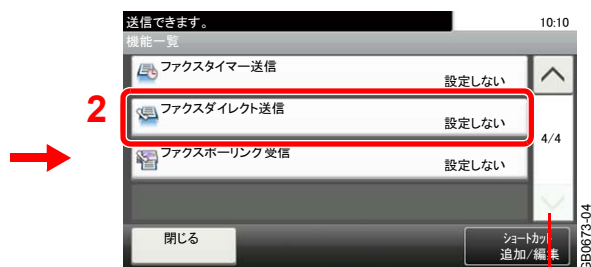 送信できます。
10:10
機能一覧
ファクスタイマー送信
設定しない
2
ファクスダイレクト送信
設定しない
4/4
ファクスポーリング受信
設定しない
閉じる
ショートカット
追加/編集
GB0673-04